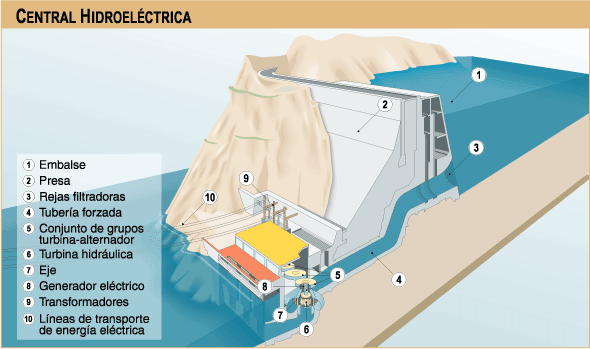 CENTRAL HIDROELÉCTRICA
1
2
3
9
10
4
5
8
7
6
1 Embalse
2 Presa
3 Rejas filtradoras
4 Tubería forzada
5 Conjunto de grupos
turbina-alternador
6 Turbina hidráulica
7 Eje
8 Generador eléctrico
9 Transformadores
10 Líneas de transporte
de energía eléctrica